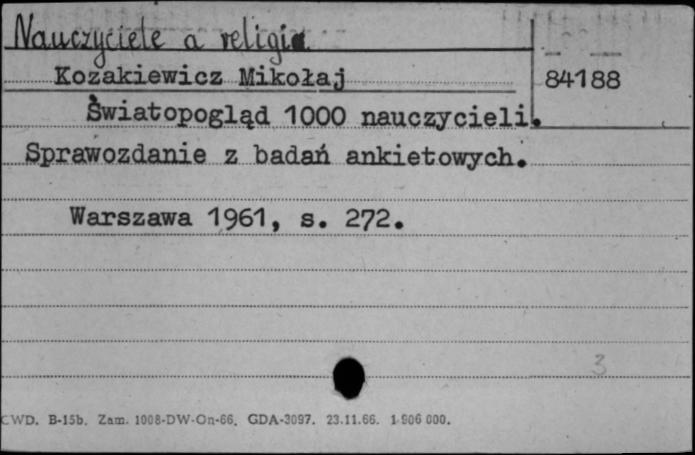 Nauczyciele a religia
Kozakiewicz Mikołaj
84188
Światopogląd 1000 nauczycieli.
Sprawozdanie z badań ankietowych.
Warszawa 1961, s. 272.
3
CWD. B-15b. Zam. 1008-DW-On-66. GDA-3097. 23.11.66. 1 906 000.